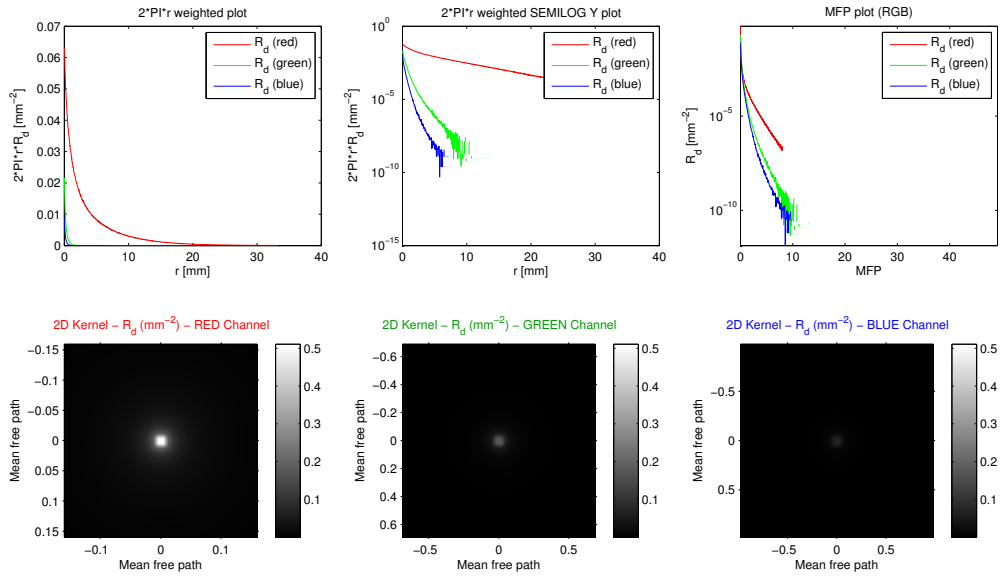 2*PI*r weighted plot
0.07
0.06
0.05
0.04
0.03
0.02
0.01
0
2*PI*r*R_d [mm^−2]
0 10 20 30 40
r [mm]
R_d (red)
R_d (green)
R_d (blue)
2*PI*r weighted SEMILOG Y plot
10^0
10^−5
10^−10
10^−15
2*PI*r*R_d [mm^−2]
0 10 20 30 40
r [mm]
R_d (red)
R_d (green)
R_d (blue)
MFP plot (RGB)
10^−5
10^−10
R_d [mm^−2]
0 10 20 30 40
MFP
R_d (red)
R_d (green)
R_d (blue)
2D Kernel − R_d (mm^−2) − RED Channel
−0.15
−0.1
−0.05
0
0.05
0.1
0.15
Mean free path
−0.1 0 0.1
Mean free path
0.5
0.4
0.3
0.2
0.1
2D Kernel − R_d (mm^−2) − GREEN Channel
−0.6
−0.4
−0.2
0
0.2
0.4
0.6
Mean free path
−0.5 0 0.5
Mean free path
0.5
0.4
0.3
0.2
0.1
2D Kernel − R_d (mm^−2) − BLUE Channel
−0.5
0
0.5
Mean free path
−0.5 0 0.5
Mean free path
0.5
0.4
0.3
0.2
0.1